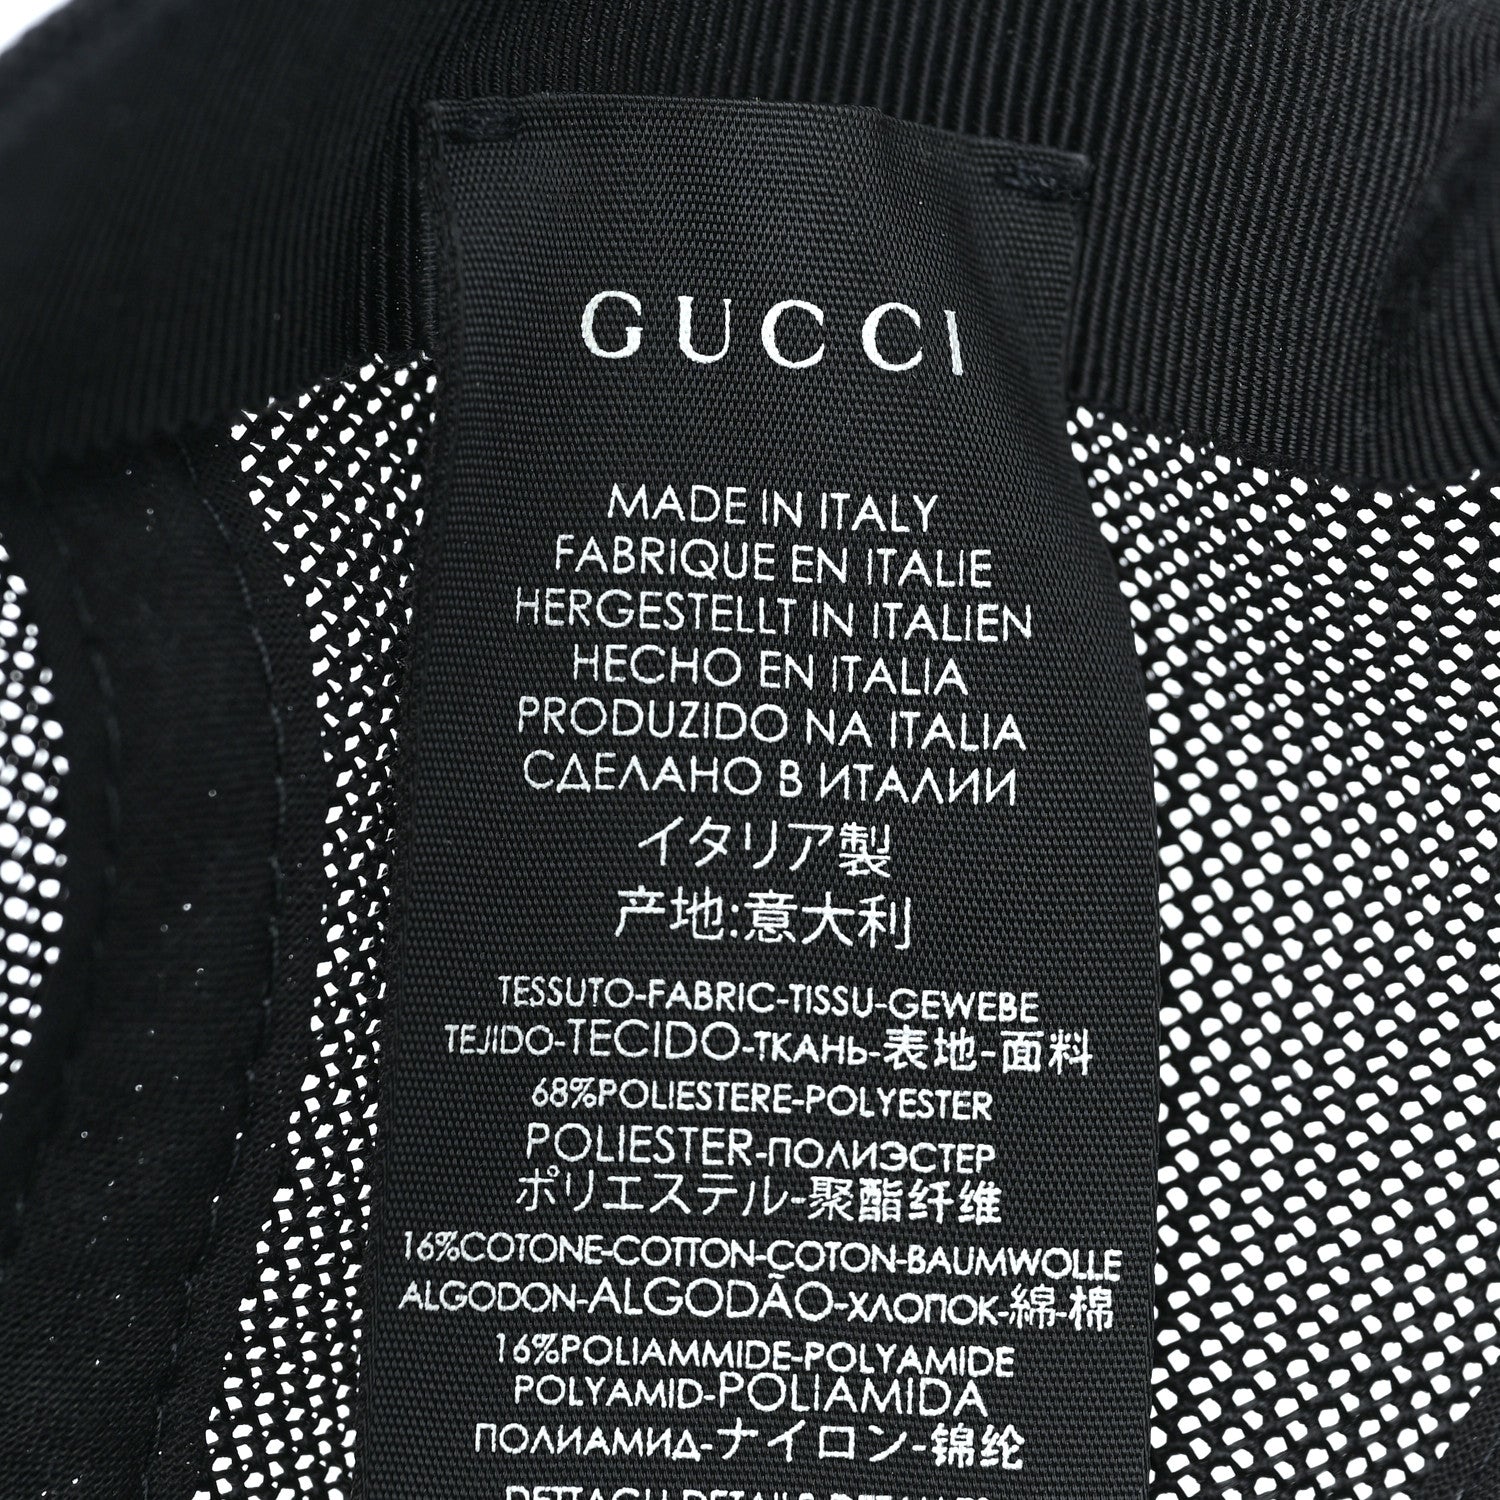 GUCCI
MADE IN ITALY
FABRIQUE EN ITALIE
HERGESTELLT IN ITALIEN
HECHO EN ITALIA
PRODUZIDO NA ITALIA
СДЕЛАНО В ИТАЛИИ
イタリア製
产地:意大利
TESSUTO-FABRIC-TISSU-GEWEBE
TEJIDO-TECIDO-ТКАНЬ-表地-面料
68%POLIESTERE-POLYESTER
POLIESTER-ПОЛИЭСТЕР
ポリエステル-聚酯纤维
16%COTONE-COTTON-COTON-BAUMWOLLE
ALGODON-ALGODÃO-ХЛОПОК-綿-棉
16%POLIAMMIDE-POLYAMIDE
POLYAMID-POLIAMIDA
ПОЛИАМИД-ナイロン-锦纶